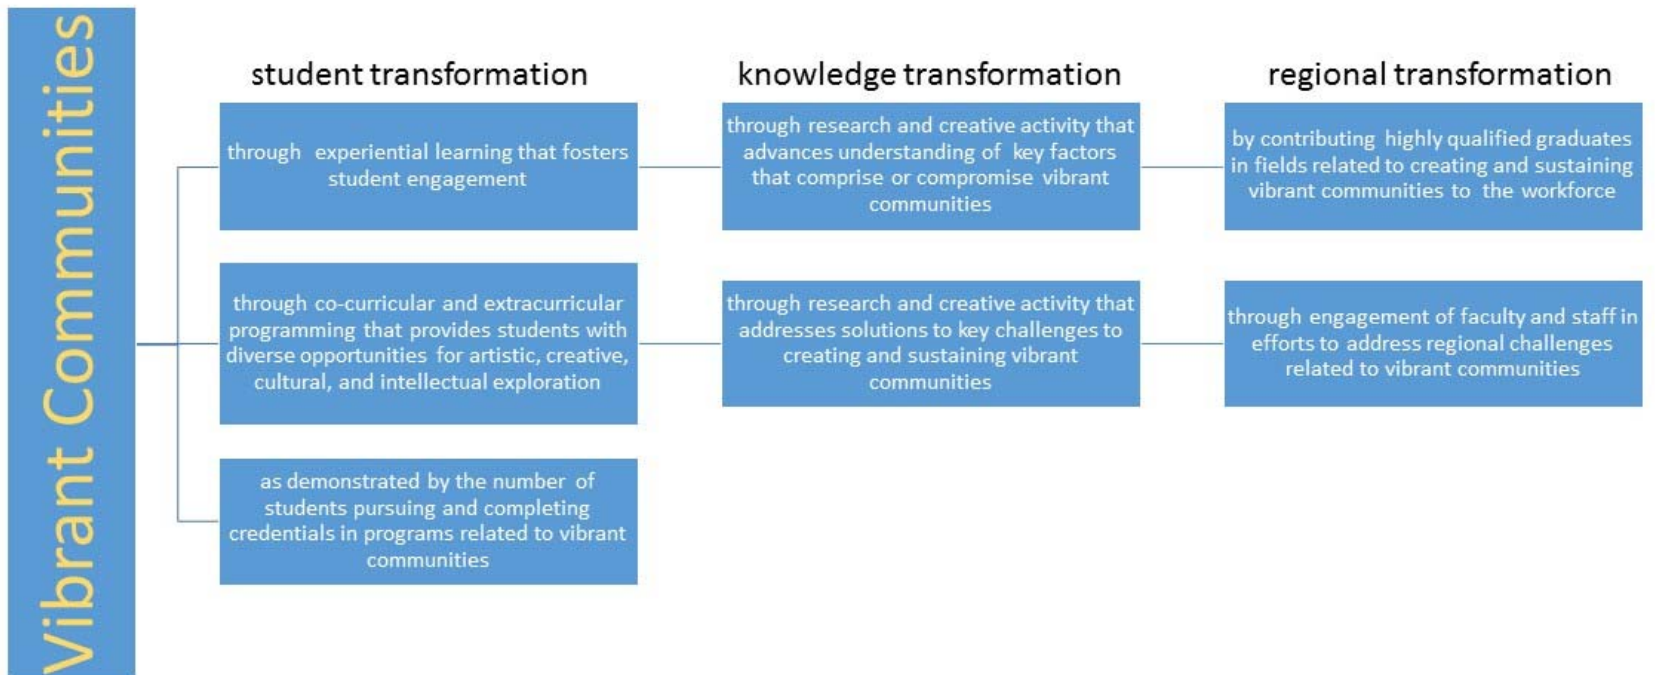 Vibrant Communities
student transformation
through experiential learning that fosters
student engagement
through co-curricular and extracurricular
programming that provides students with
diverse opportunities for artistic, creative,
cultural, and intellectual exploration
as demonstrated by the number of
students pursuing and completing
credentials in programs related to vibrant
communities
knowledge transformation
through research and creative activity that
advances understanding of key factors
that comprise or compromise vibrant
communities
through research and creative activity that
addresses solutions to key challenges to
creating and sustaining vibrant
communities
regional transformation
by contributing highly qualified graduates
in fields related to creating and sustaining
vibrant communities to the workforce
through engagement of faculty and staff in
efforts to address regional challenges
related to vibrant communities